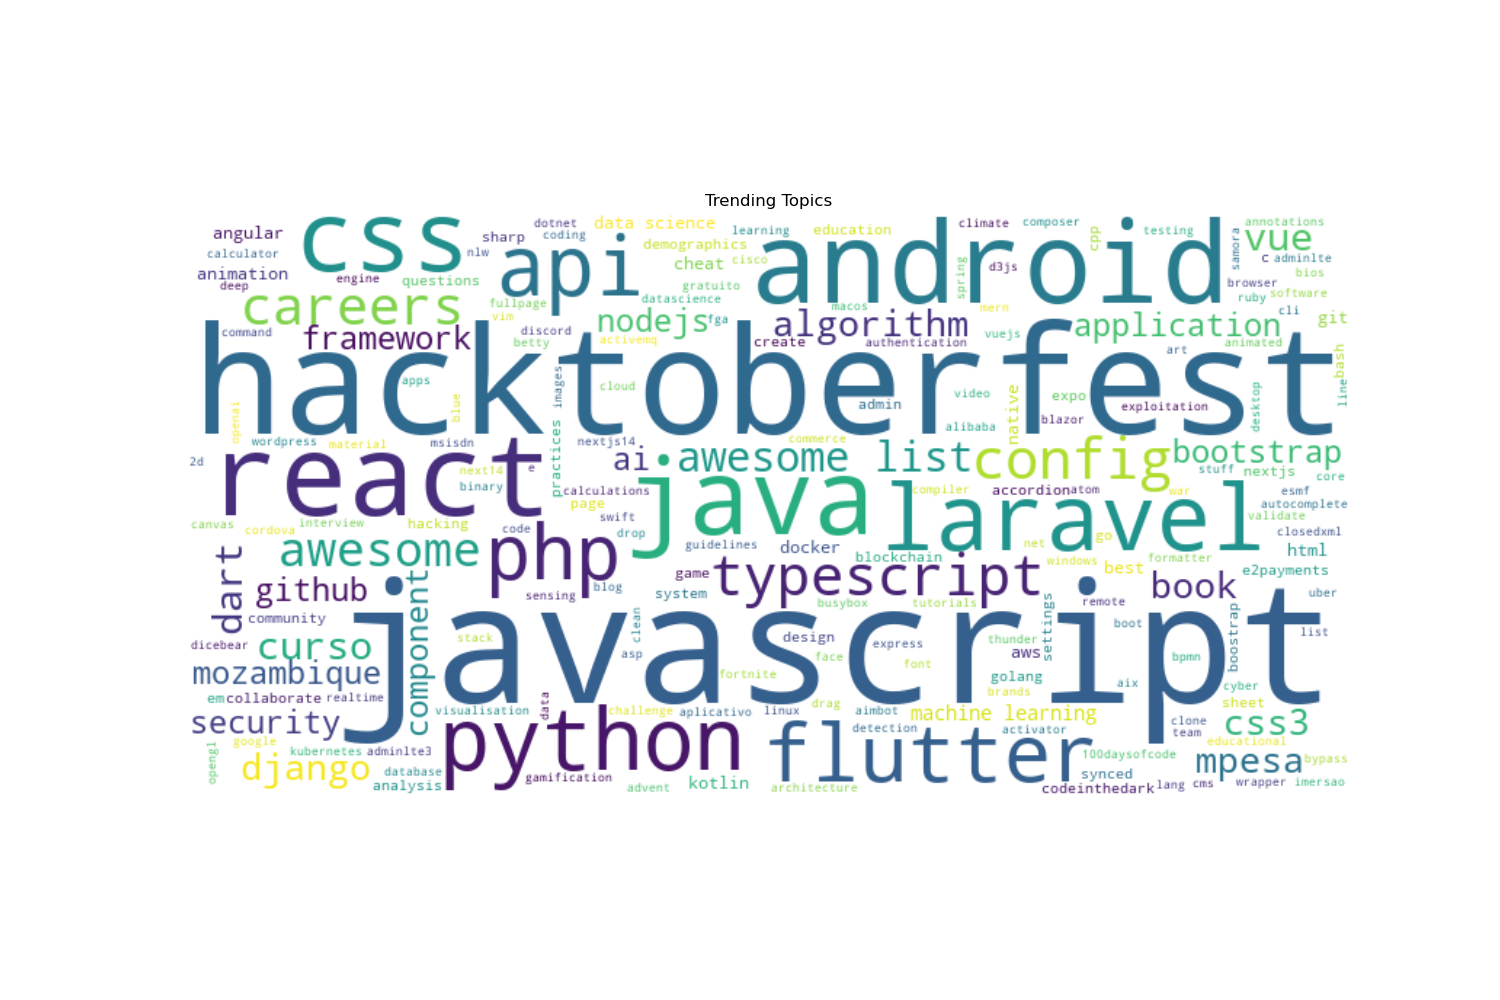 Trending Topics
css
android
angular
dotnet
data science
learning
education
climate
composer
cpp
testing
annotations
vue
calculator
sharp
coding
nlw
api
demographics
cheat
cisco
spring
d3js
samora
c
adminlte
animation
deep
engine
questions
gratuito
browser
bios
careers
fullpage
datascience
macos
mern
ruby
software
vim
nodejs
fga
algorithm
vuejs
application
cli
git
command
framework
discord
betty
activemq
create
authentication
art
animated
bash
hacktoberfest
apps
images
cloud
admin
video
native
expo
exploitation
desktop
line
openai
blue
alibaba
blazor
wordpress
material
msisdn
practices
nextjs14
commerce
2d
react
next14
e
ai
awesome list
config
bootstrap
stuff
nextjs
core
binary
calculations
java
compiler
accordion
atom
war
esmf
autocomplete
page
laravel
validate
canvas
cordova
interview
hacking
code
swift
drop
net
go
closedxml
awesome
php
guidelines
docker
blockchain
windows
formatter
html
dart
github
component
game
typescript
best
book
e2payments
sensing
blog
system
busybox
tutorials
settings
remote
uber
community
javascript
clean
boot
boostrap
list
dicebear
curso
stack
asp
design
express
thunder
aws
bpmn
mozambique
face
font
golang
fortnite
brands
aix
cyber
em
collaborate
realtime
data
drag
sheet
security
visualisation
challenge
aplicativo
linux
aimbot
machine learning
clone
css3
detection
activator
team
opengl
google
kubernetes
adminlte3
python
flutter
100daysofcode
educational
bypass
django
database
analysis
gamification
advent
kotlin
architecture
synced
mpesa
codeinthedark
lang
cms
wrapper
imersao